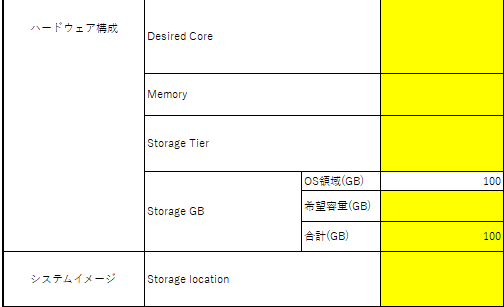 ハードウェア構成
Desired Core
Memory
Storage Tier
Storage GB
OS領域(GB)
100
希望容量(GB)
合計(GB)
100
システムイメージ
Storage location